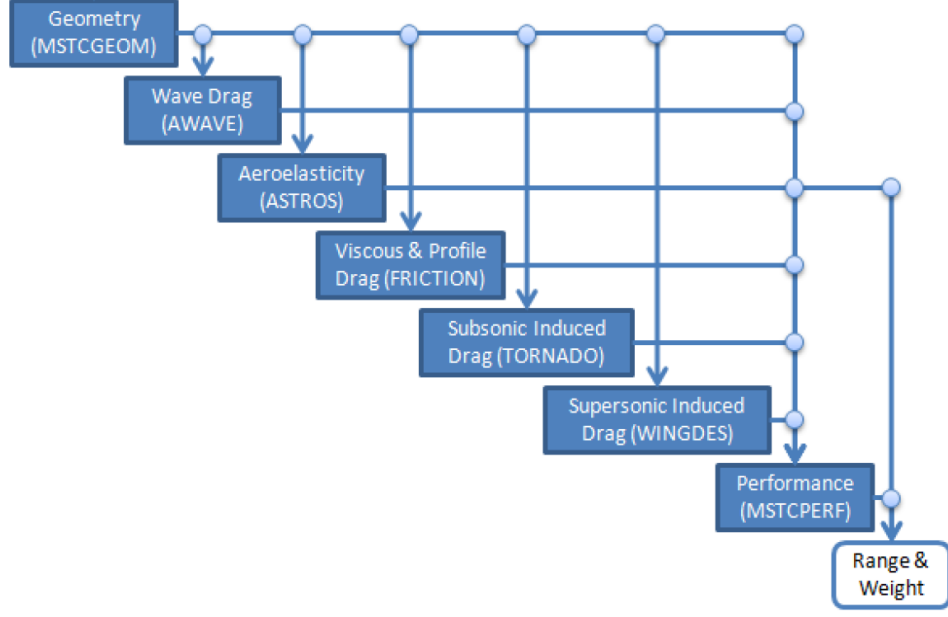 Geometry
(MSTCGEOM)
Wave Drag
(AWAVE)
Aeroelasticity
(ASTROS)
Viscous & Profile
Drag (FRICTION)
Subsonic Induced
Drag (TORNADO)
Supersonic Induced
Drag (WINGDES)
Performance
(MSTCPERF)
Range &
Weight